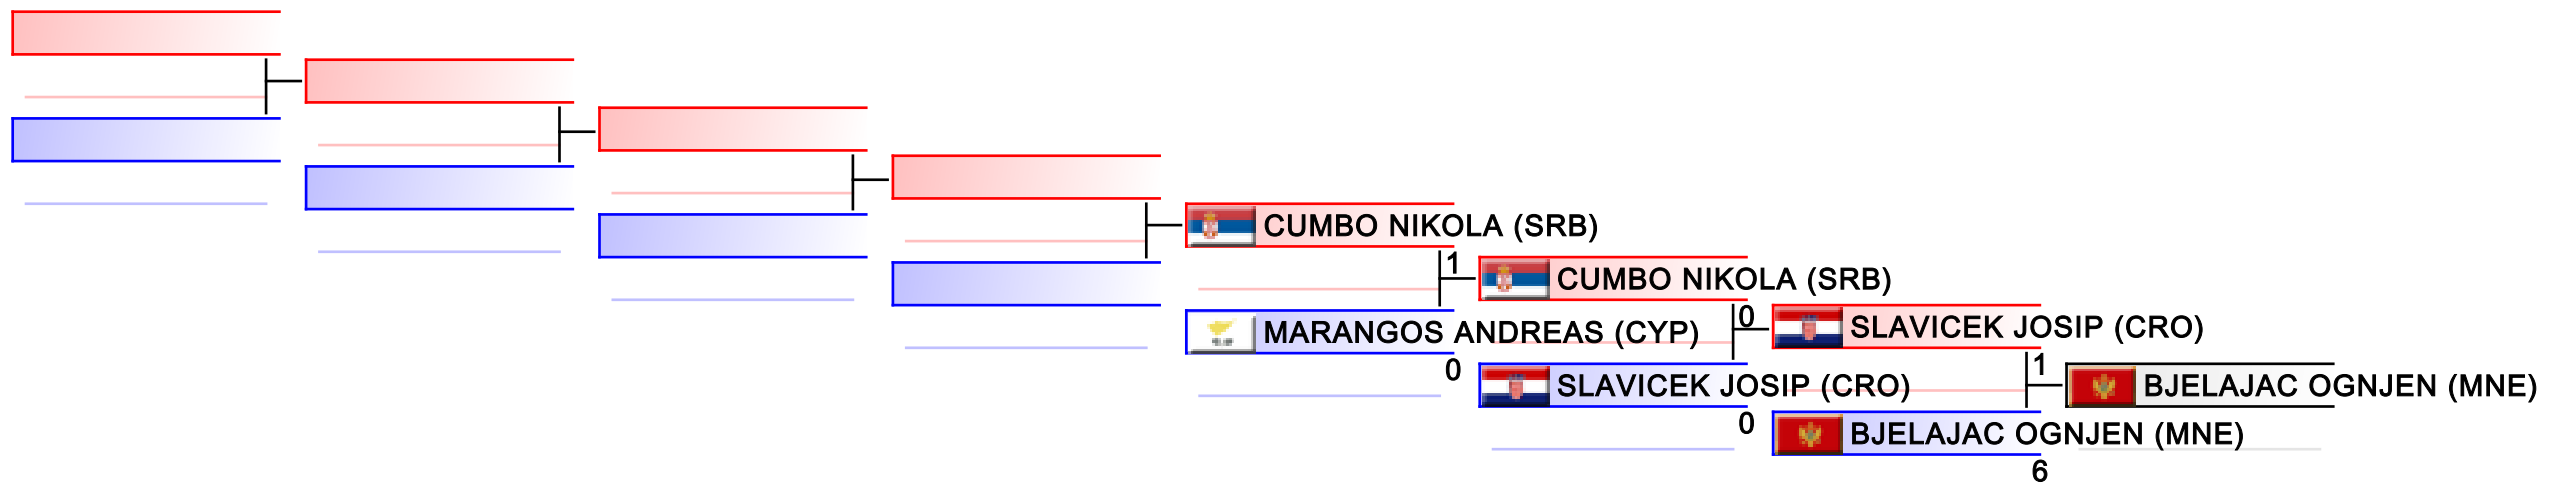 CUMBO NIKOLA (SRB)
1
CUMBO NIKOLA (SRB)
MARANGOS ANDREAS (CYP)
0
0
SLAVICEK JOSIP (CRO)
SLAVICEK JOSIP (CRO)
0
1
BJELAJAC OGNJEN (MNE)
BJELAJAC OGNJEN (MNE)
6